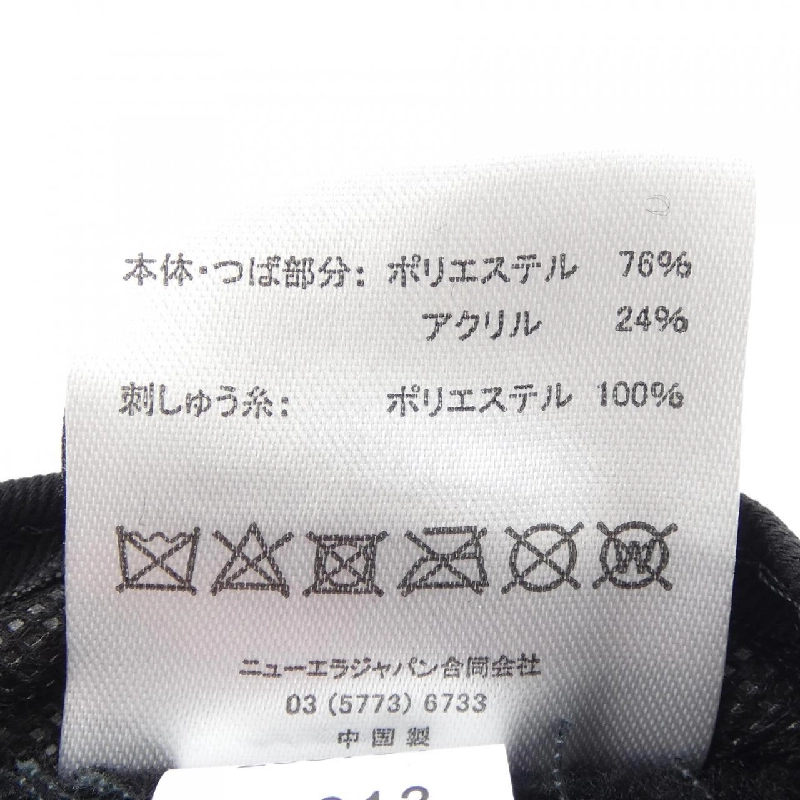 本体・つば部分: ポリエステル 76%
アクリル 24%
刺しゅう糸: ポリエステル 100%
W
ニューエラジャパン合同会社
03 (5773) 6733
中国製